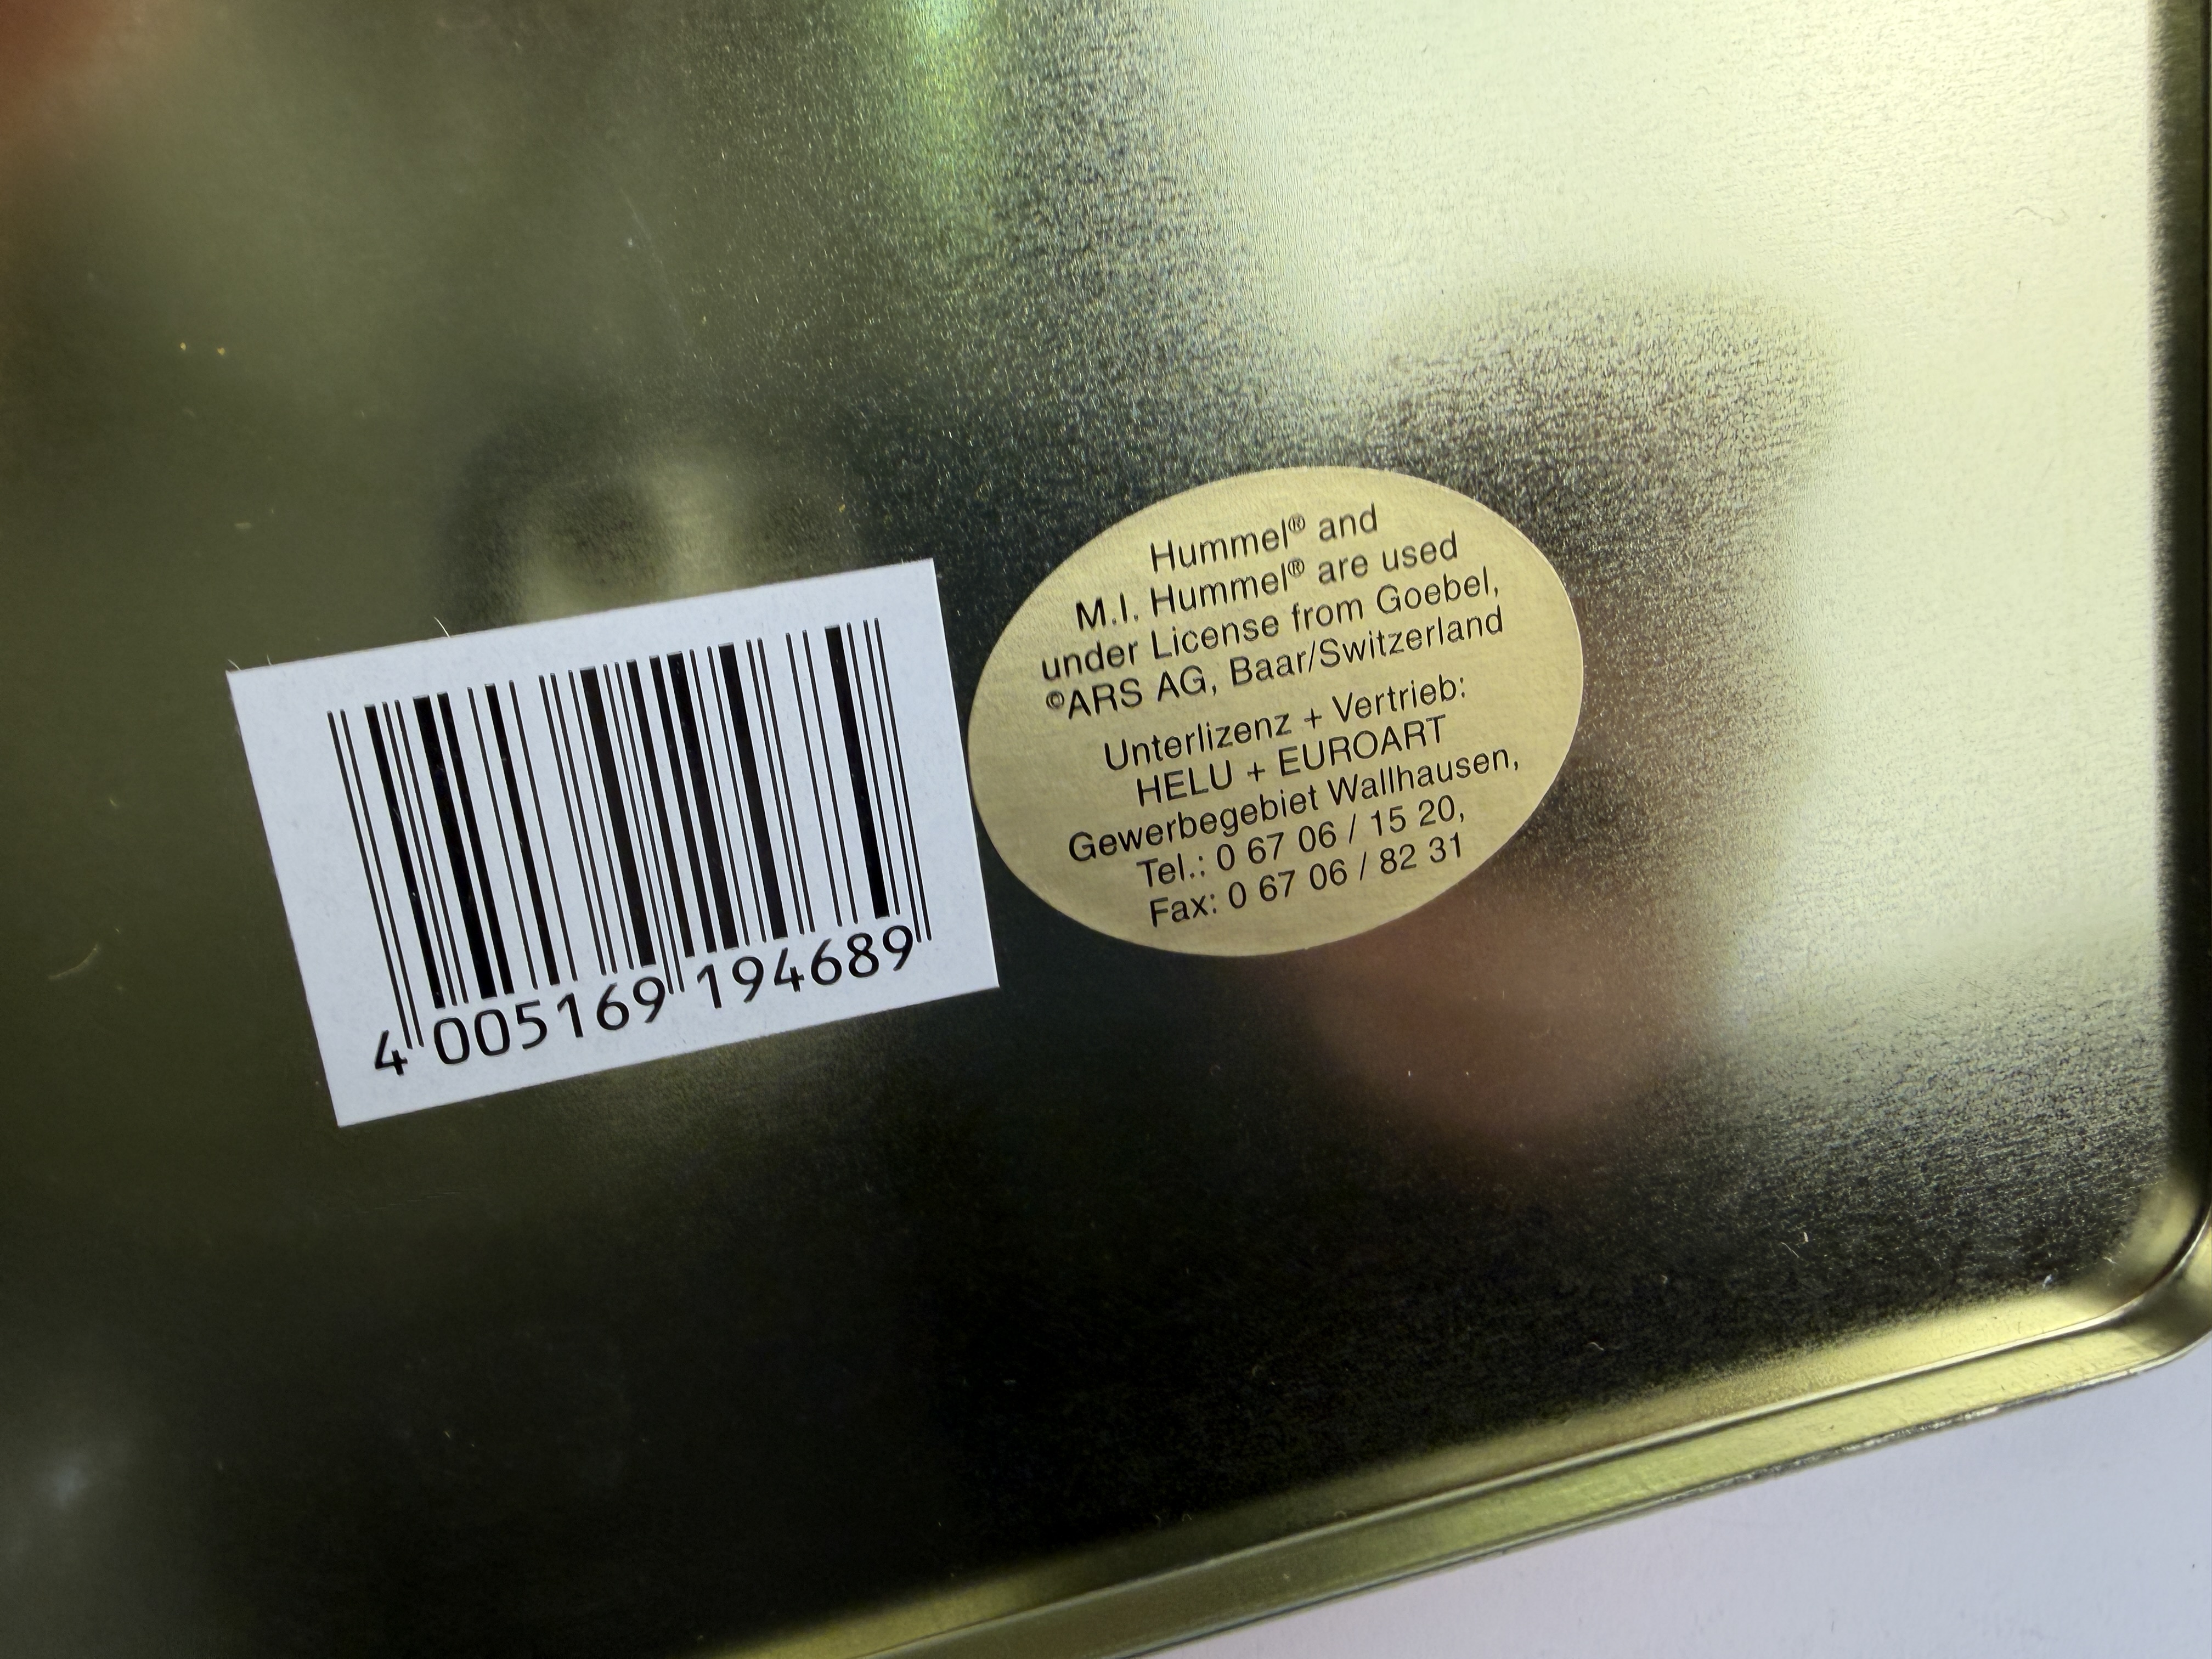 4 005169 194689
Hummel® and
M.I. Hummel® are used
under License from Goebel,
©ARS AG, Baar/Switzerland
Unterlizenz + Vertrieb:
HELU + EUROART
Gewerbegebiet Wallhausen,
Tel.: 0 67 06 / 15 20,
Fax: 0 67 06 / 82 31